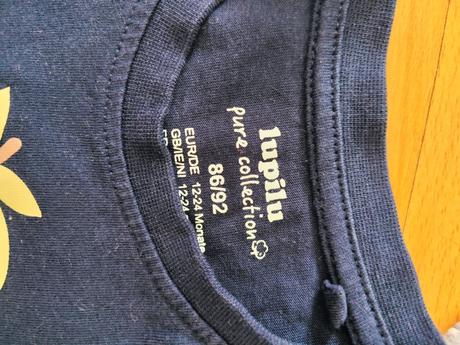 lupilu
pure collection
86/92
EUR/DE 12-24 Monate
GB/IE/NI 12-24